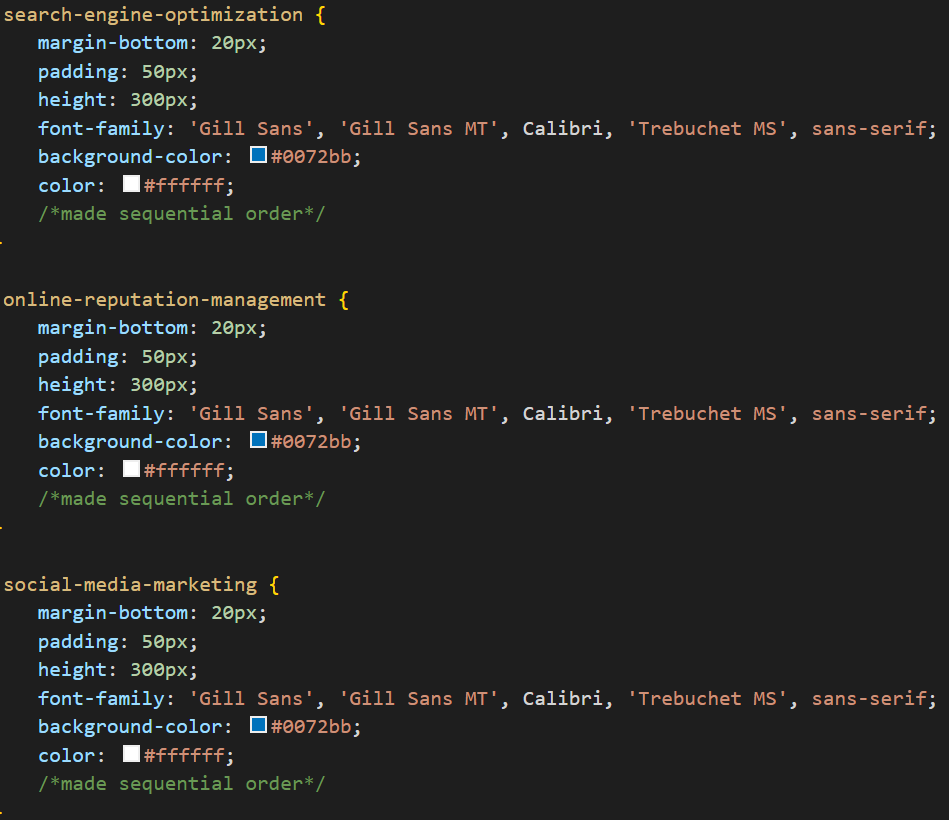 search-engine-optimization {
margin-bottom: 20px;
padding: 50px;
height: 300px;
font-family: 'Gill Sans', 'Gill Sans MT', Calibri, 'Trebuchet MS', sans-serif;
background-color: #0072bb;
color: #ffffff;
/*made sequential order*/
online-reputation-management {
margin-bottom: 20px;
padding: 50px;
height: 300px;
font-family: 'Gill Sans', 'Gill Sans MT', Calibri, 'Trebuchet MS', sans-serif;
background-color: #0072bb;
color: #ffffff;
/*made sequential order*/
social-media-marketing {
margin-bottom: 20px;
padding: 50px;
height: 300px;
font-family: 'Gill Sans', 'Gill Sans MT', Calibri, 'Trebuchet MS', sans-serif;
background-color: #0072bb;
color: #ffffff;
/*made sequential order*/